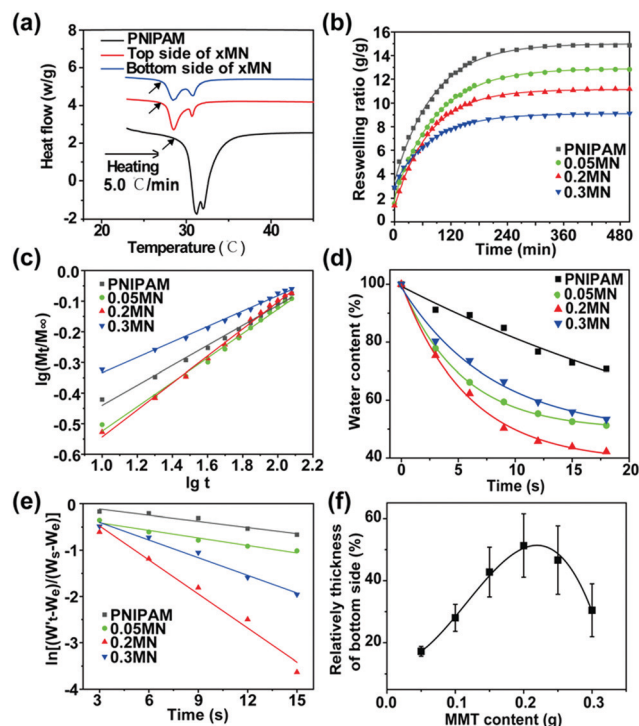 (a)
PNIPAM
Top side of xMN
Bottom side of xMN
Heating
5.0 ℃/min
Heat flow (w/g)
8
6
4
2
0
-2
20
30
40
Temperature (℃)
(b)
Reswelling ratio (g/g)
16
14
12
10
8
6
4
2
0
PNIPAM
0.05MN
0.2MN
0.3MN
0
120
240
360
480
Time (min)
(c)
PNIPAM
0.05MN
0.2MN
0.3MN
lg(Mt/M∞)
0.0
-0.1
-0.2
-0.3
-0.4
-0.5
-0.6
1.0
1.2
1.4
1.6
1.8
2.0
2.2
lg t
(d)
PNIPAM
0.05MN
0.2MN
0.3MN
Water content (%)
100
80
60
40
0
5
10
15
20
Time (s)
(e)
ln[(W't-We)/(Ws-We)]
0
-1
-2
-3
-4
PNIPAM
0.05MN
0.2MN
0.3MN
3
6
9
12
15
Time (s)
(f)
Relatively thickness
of bottom side (%)
60
40
20
0.0
0.1
0.2
0.3
MMT content (g)